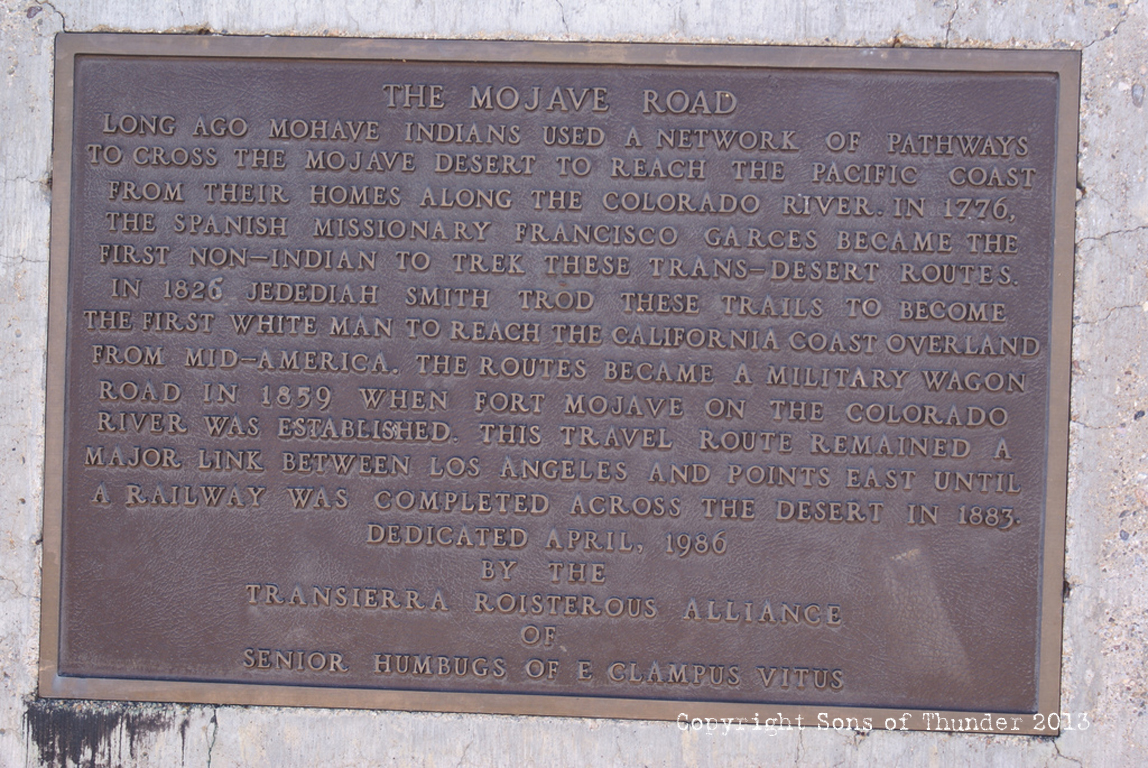 THE MOJAVE ROAD
LONG AGO MOHAVE INDIANS USED A NETWORK OF PATHWAYS
TO CROSS THE MOJAVE DESERT TO REACH THE PACIFIC COAST
FROM THEIR HOMES ALONG THE COLORADO RIVER. IN 1776,
THE SPANISH MISSIONARY FRANCISCO GARCES BECAME THE
FIRST NON-INDIAN TO TREK THESE TRANS-DESERT ROUTES.
IN 1826 JEDEDIAH SMITH TROD THESE TRAILS TO BECOME
THE FIRST WHITE MAN TO REACH THE CALIFORNIA COAST OVERLAND
FROM MID-AMERICA. THE ROUTES BECAME A MILITARY WAGON
ROAD IN 1859 WHEN FORT MOJAVE ON THE COLORADO
RIVER WAS ESTABLISHED. THIS TRAVEL ROUTE REMAINED A
MAJOR LINK BETWEEN LOS ANGELES AND POINTS EAST UNTIL
A RAILWAY WAS COMPLETED ACROSS THE DESERT IN 1883.
DEDICATED APRIL, 1986
BY THE
TRANSIERRA ROISTEROUS ALLIANCE
OF
SENIOR HUMBUGS OF E CLAMPUS VITUS
Copyright Sons of Thunder 2013